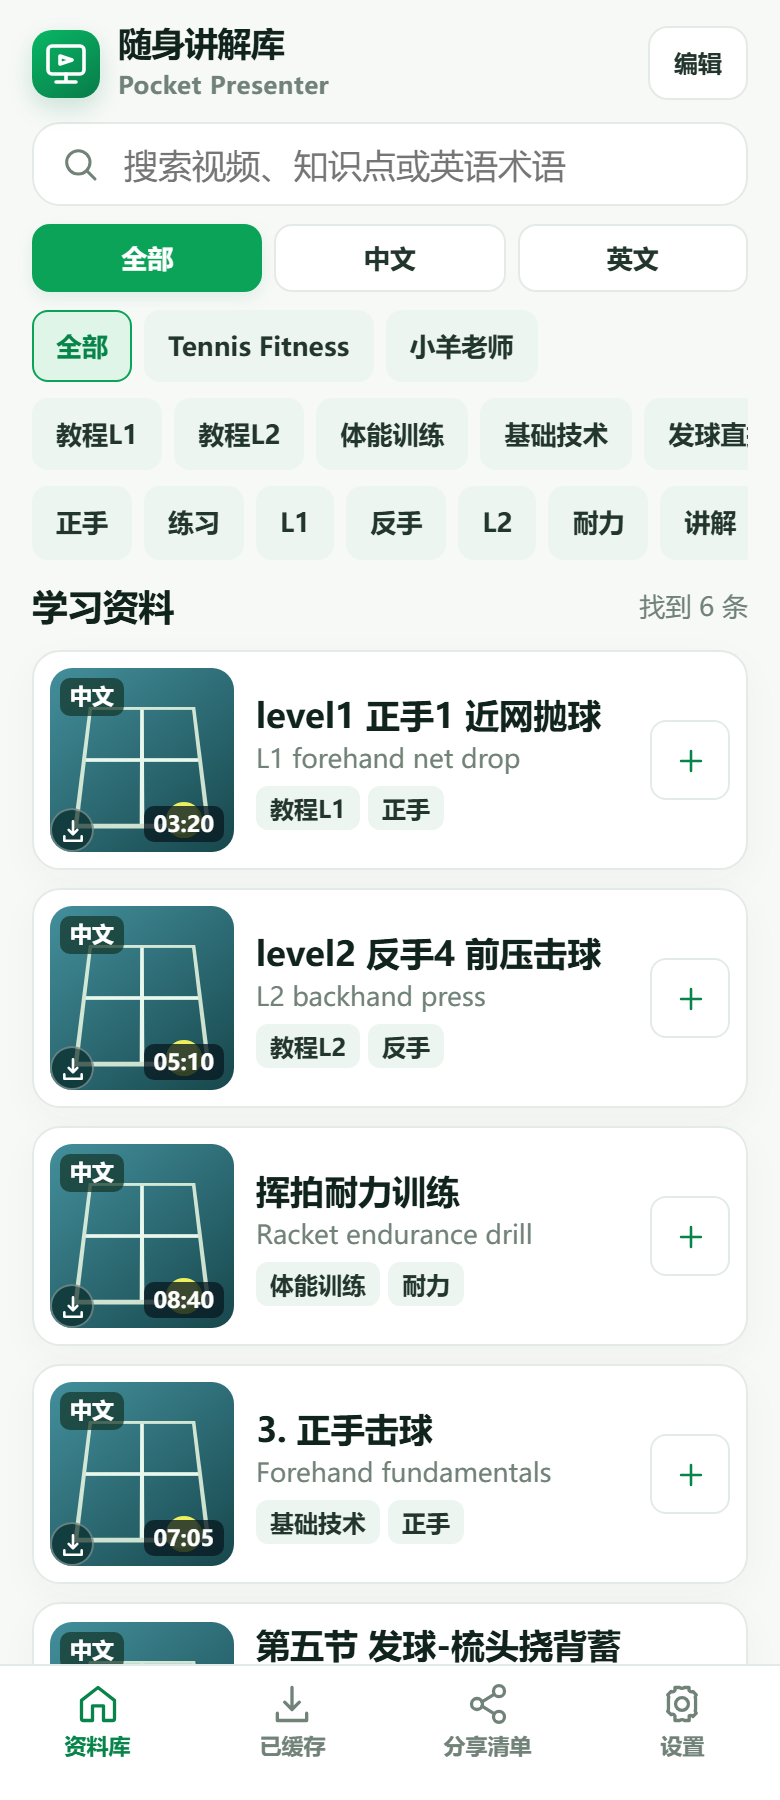 随身讲解库
Pocket Presenter
编辑
搜索视频、知识点或英语术语
全部 中文 英文
全部 Tennis Fitness 小羊老师
教程L1 教程L2 体能训练 基础技术 发球直
正手 练习 L1 反手 L2 耐力 讲解
学习资料 找到 6 条
中文
03:20
level1 正手1 近网抛球
L1 forehand net drop
教程L1 正手
中文
05:10
level2 反手4 前压击球
L2 backhand press
教程L2 反手
中文
08:40
挥拍耐力训练
Racket endurance drill
体能训练 耐力
中文
07:05
3. 正手击球
Forehand fundamentals
基础技术 正手
中文
第五节 发球-梳头挠背蓄
资料库 已缓存 分享清单 设置